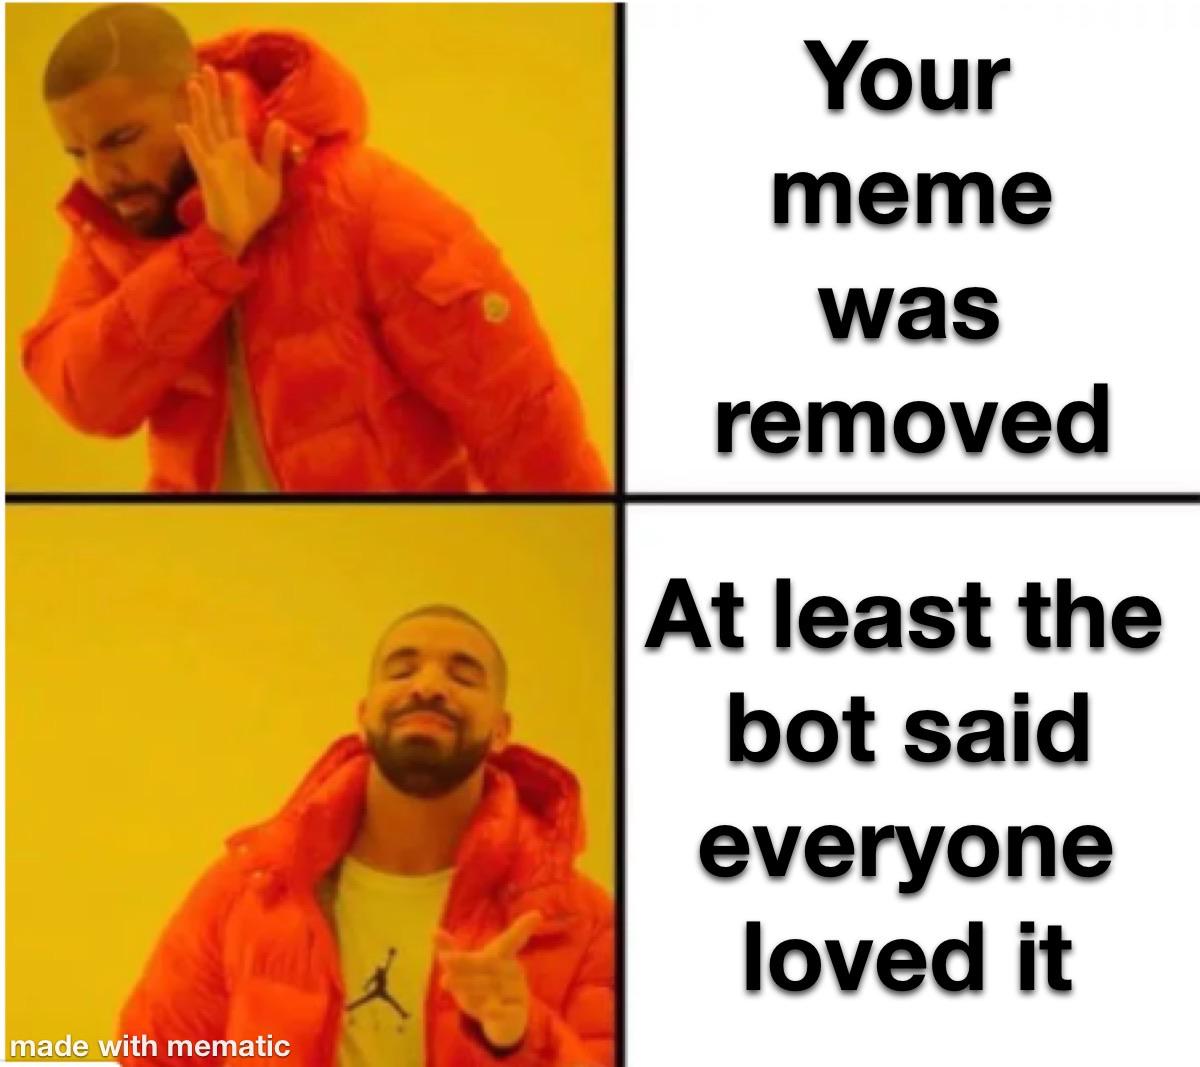 Your
meme
was
removed
At least the
bot said
everyone
loved it
made with mematic